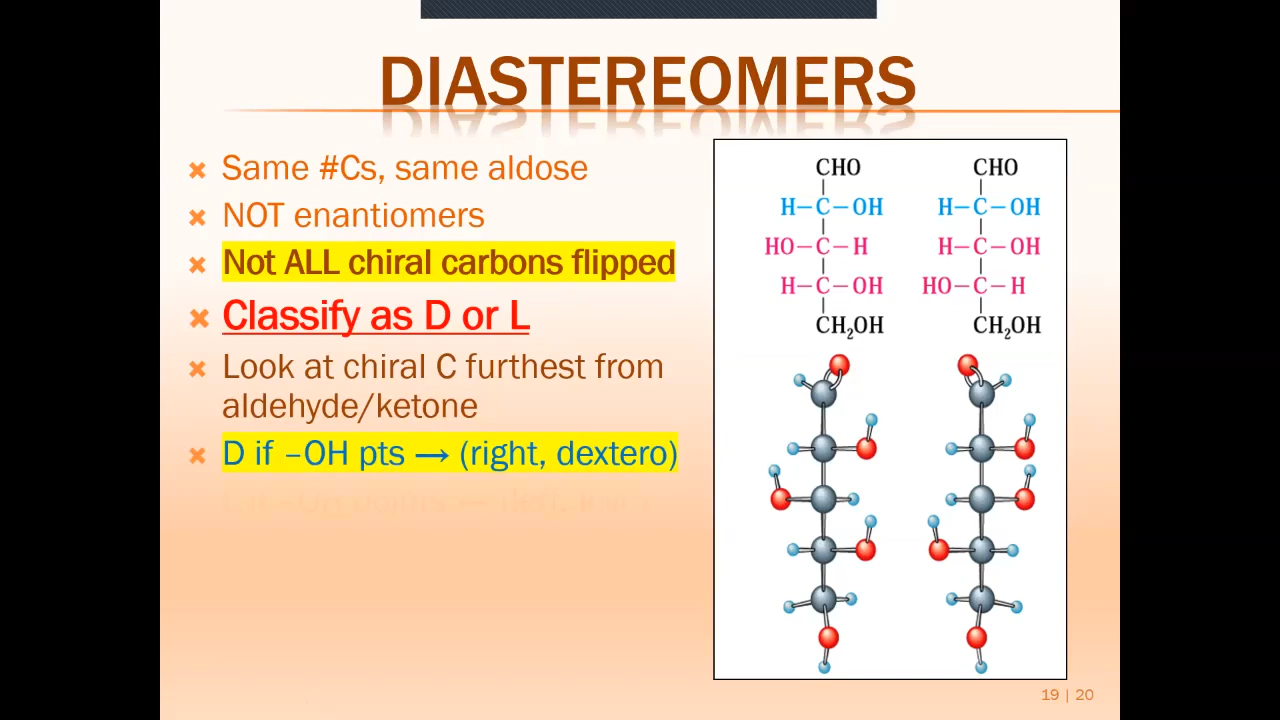 DIASTEREOMERS
Same #Cs, same aldose
NOT enantiomers
Not ALL chiral carbons flipped
Classify as D or L
Look at chiral C furthest from
aldehyde/ketone
D if –OH pts → (right, dextero)
CHO CHO
H–C–OH H–C–OH
HO–C–H H–C–OH
H–C–OH HO–C–H
CH₂OH CH₂OH
19 | 20